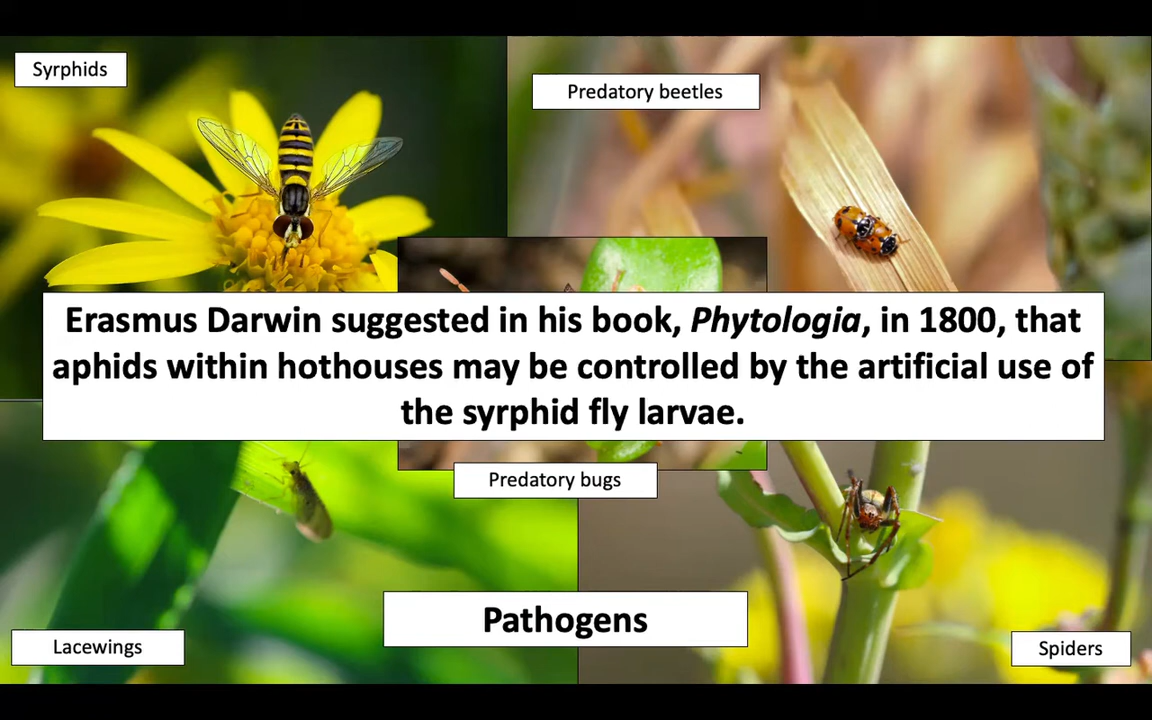 Syrphids
Predatory beetles
Erasmus Darwin suggested in his book, Phytologia, in 1800, that
aphids within hothouses may be controlled by the artificial use of
the syrphid fly larvae.
Predatory bugs
Pathogens
Lacewings
Spiders